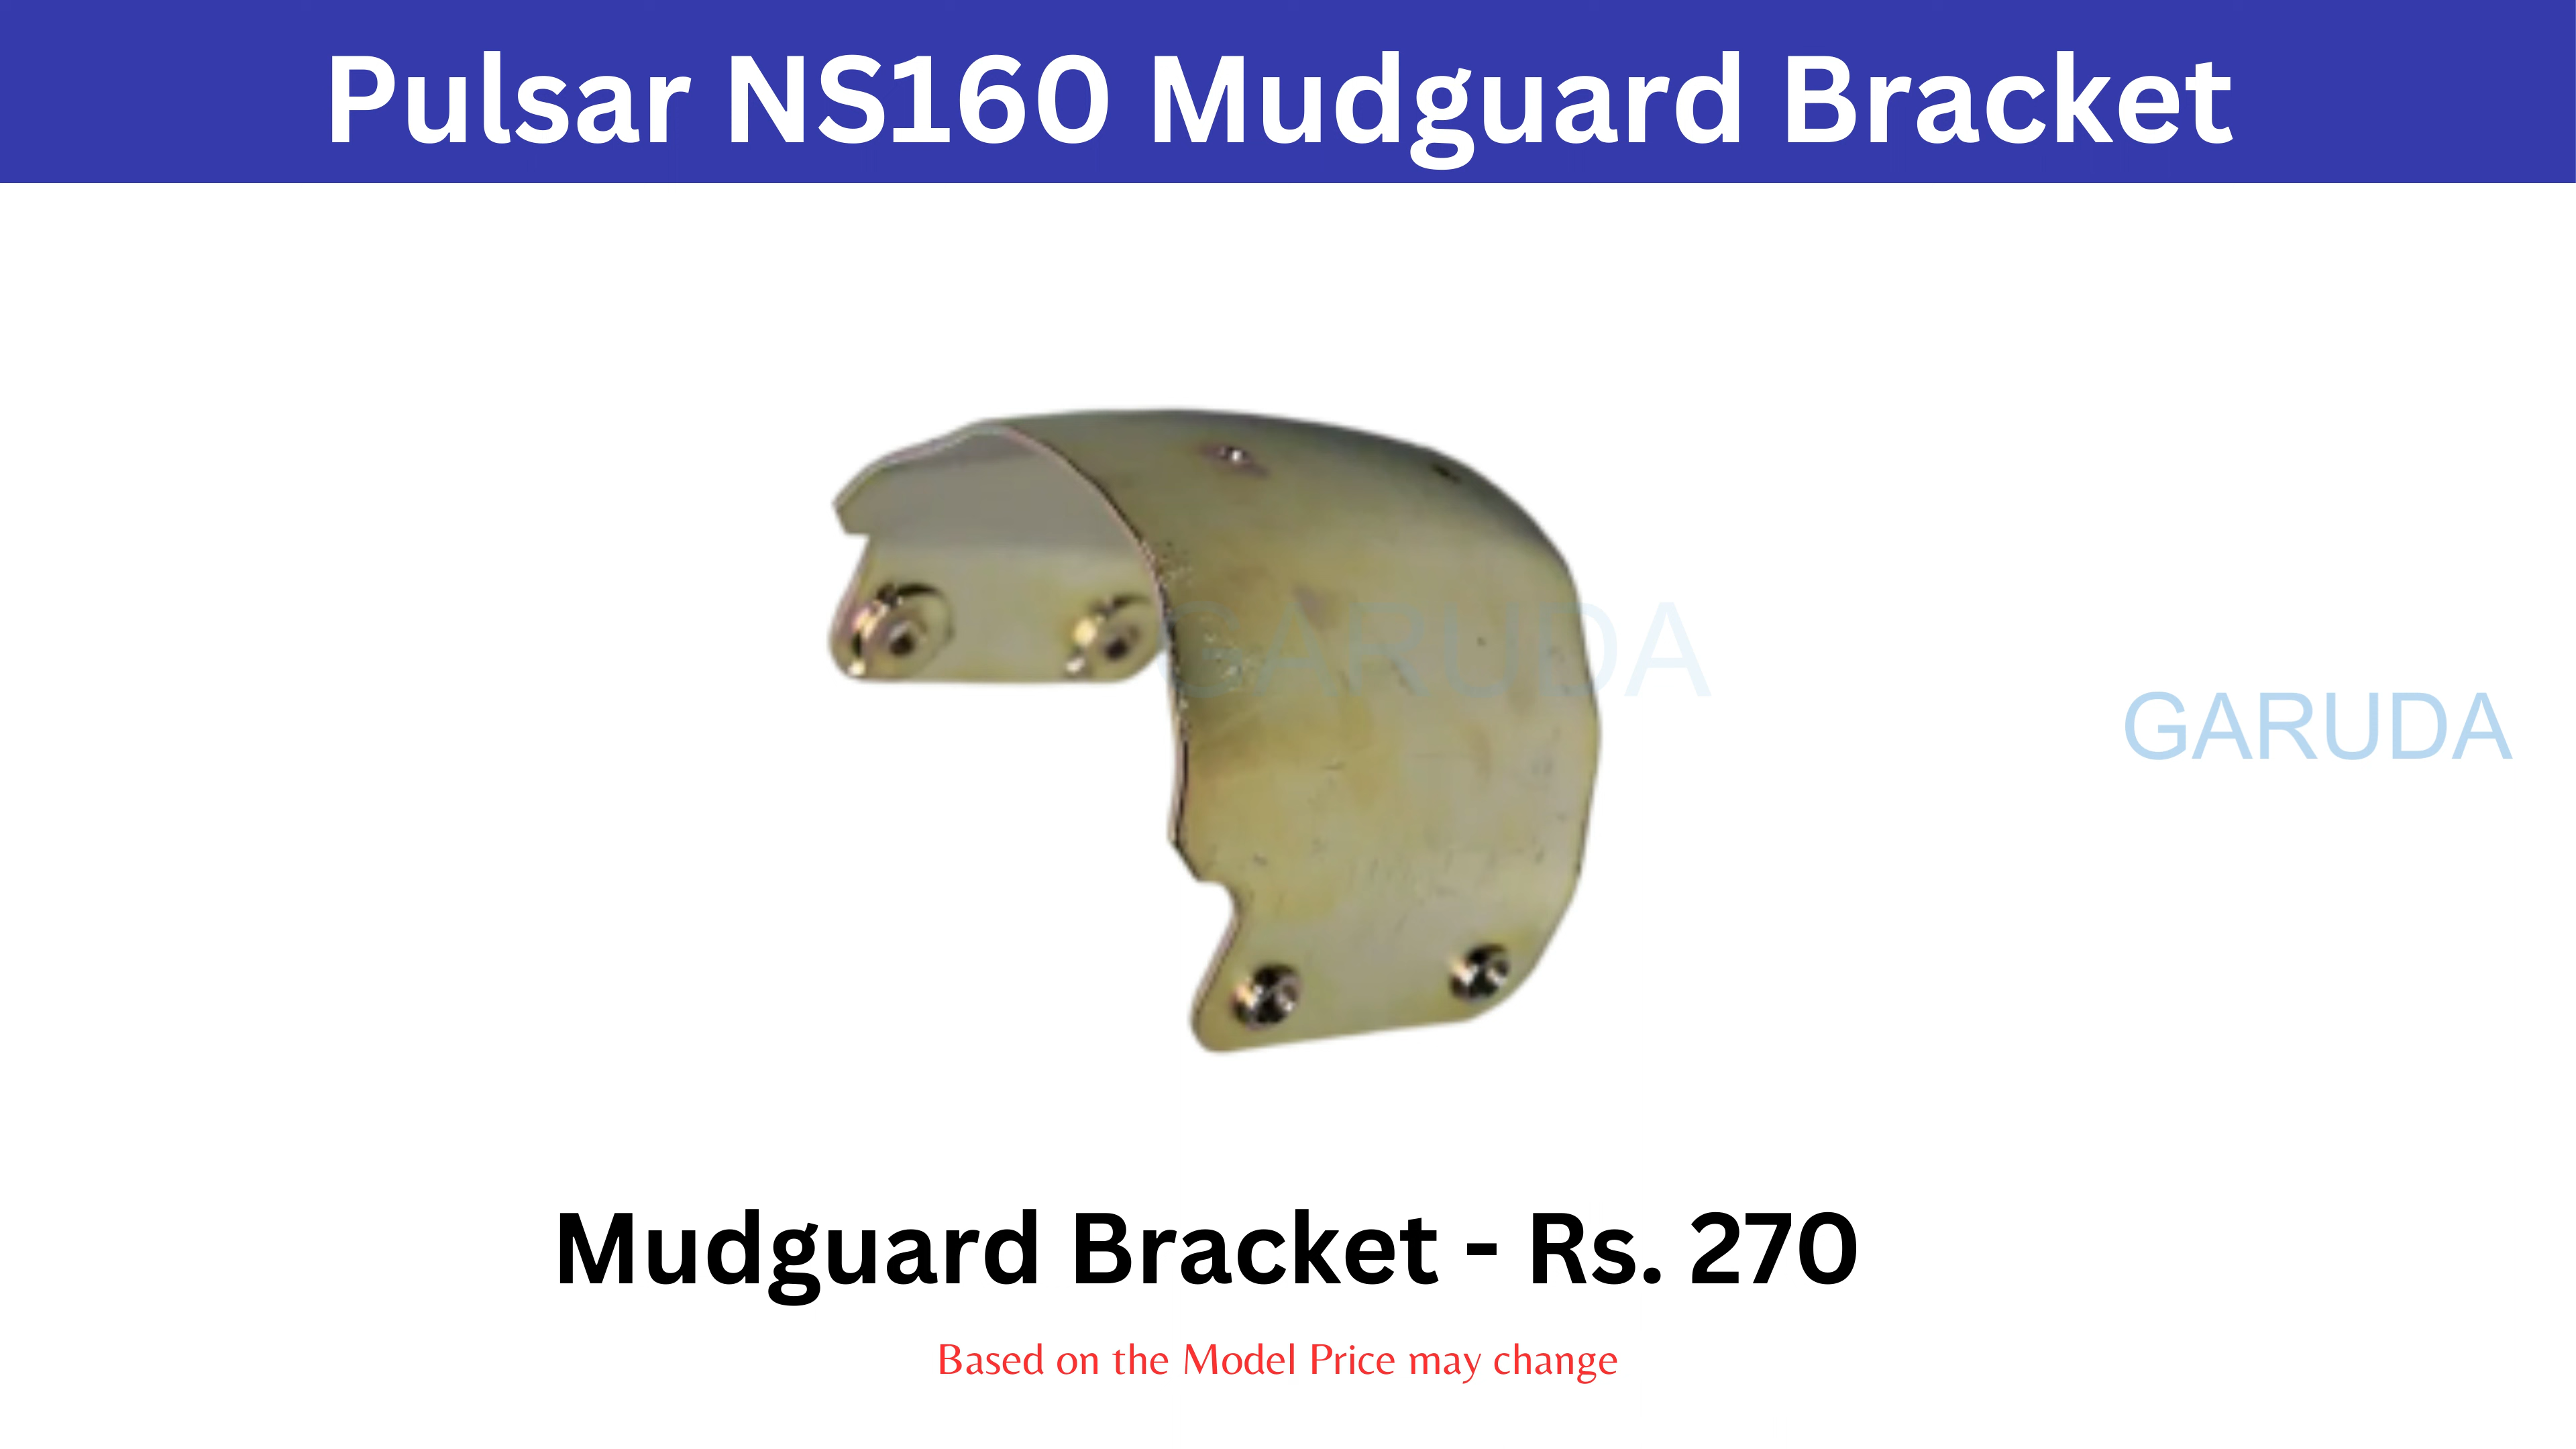 Pulsar NS160 Mudguard Bracket
GARUDA
GARUDA
Mudguard Bracket - Rs. 270
Based on the Model Price may change